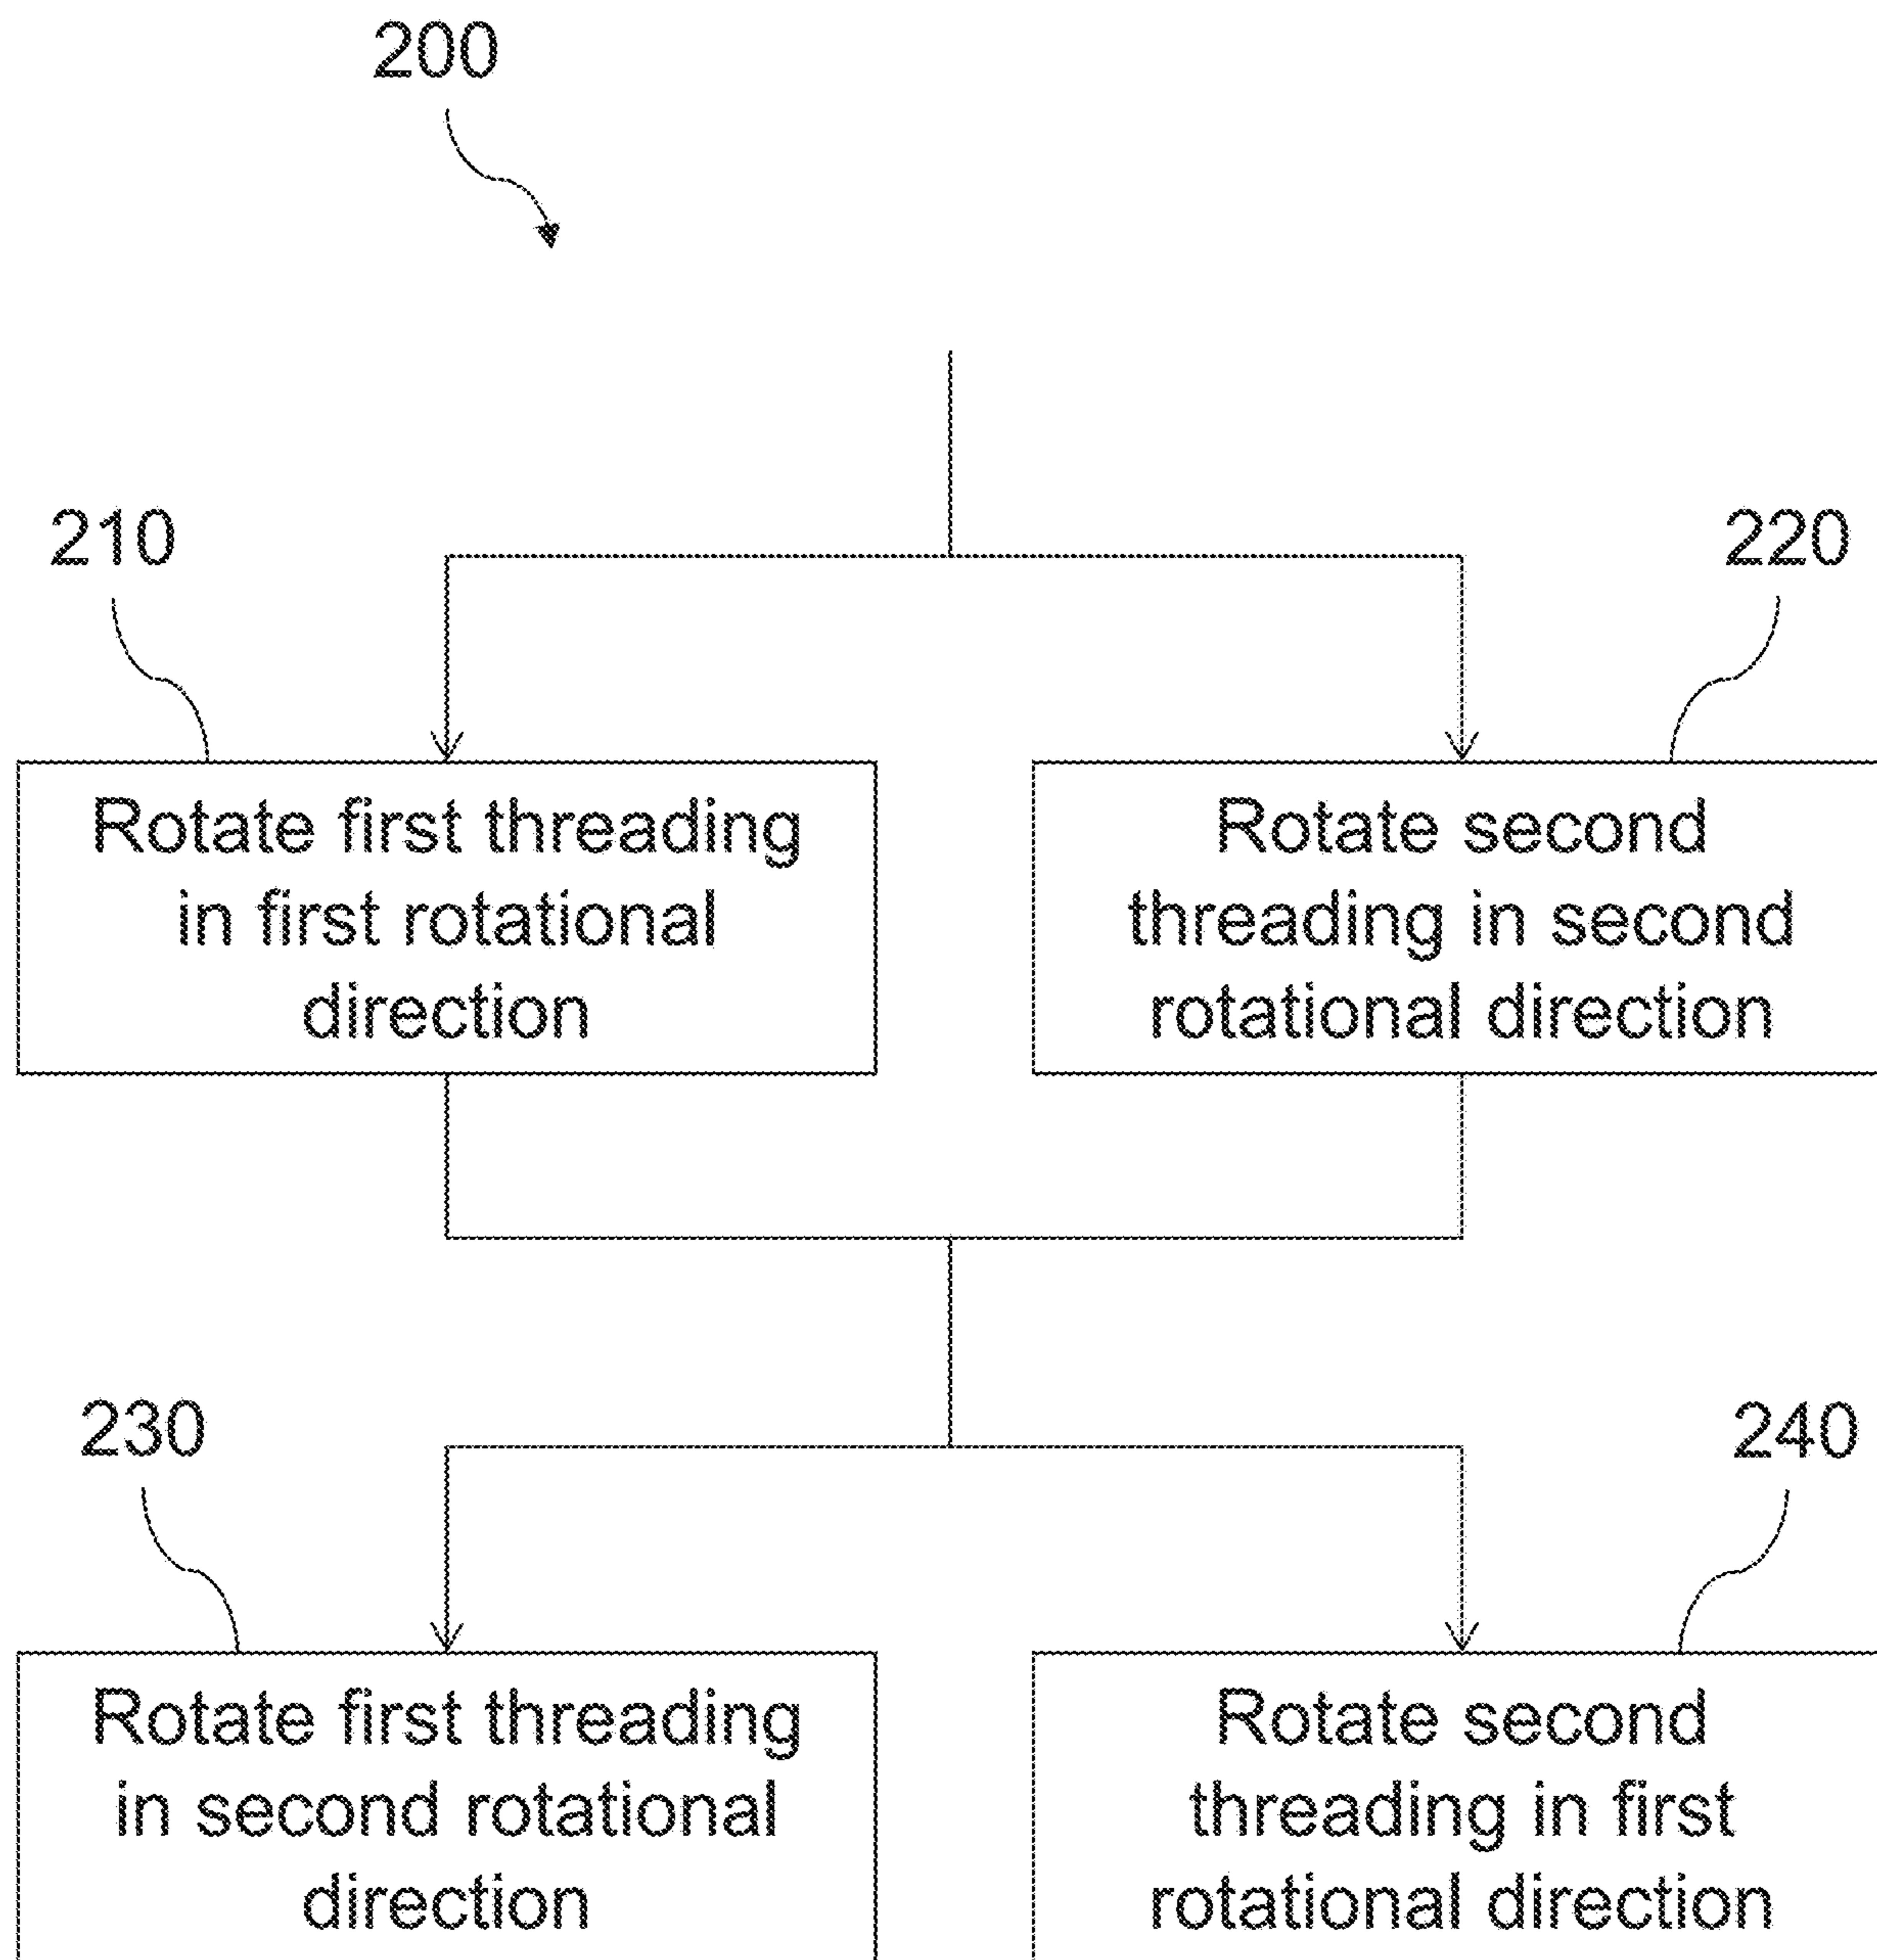 200
210
220
Rotate first threading
in first rotational
direction
Rotate second
threading in second
rotational direction
230
240
Rotate first threading
in second rotational
direction
Rotate second
threading in first
rotational direction